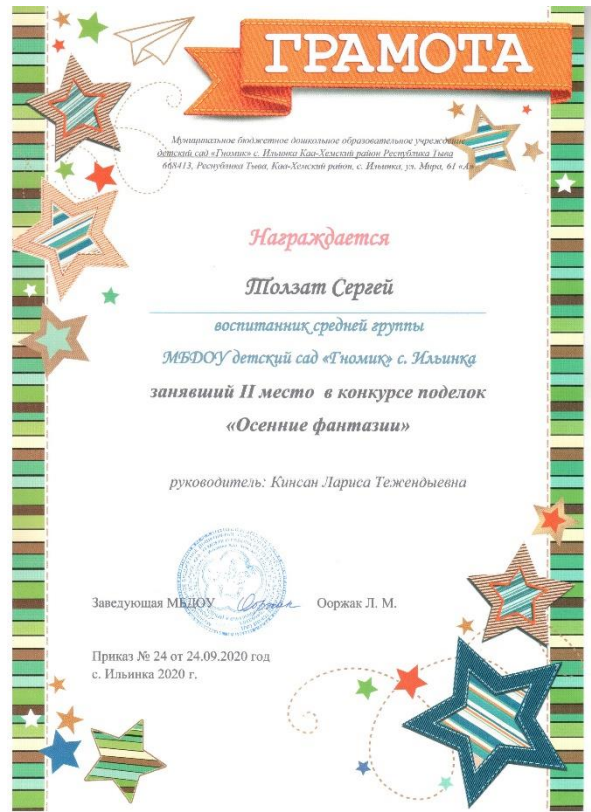 ГРАМОТА
Муниципальное бюджетное дошкольное образовательное учреждение
детский сад «Гномик» с. Ильинка Каа-Хемский район Республика Тыва
668413, Республика Тыва, Каа-Хемский район, с. Ильинка, ул. Мира, 61 «А»
Награждается
Толзат Сергей
воспитанник средней группы
МБДОУ детский сад «Гномик» с. Ильинка
занявший II место в конкурсе поделок
«Осенние фантазии»
руководитель: Кинсан Лариса Тежендыевна
Заведующая МБДОУ Ооржак Л. М.
Приказ № 24 от 24.09.2020 год
с. Ильинка 2020 г.